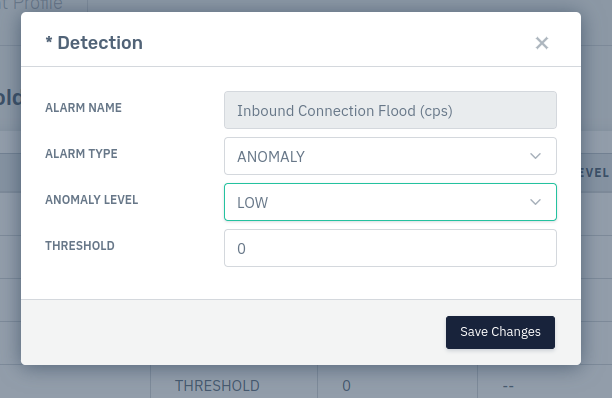 t Profile
* Detection
old
ALARM NAME
Inbound Connection Flood (cps)
ALARM TYPE
ANOMALY
EVEL
ANOMALY LEVEL
LOW
THRESHOLD
0
Save Changes
THRESHOLD 0 --